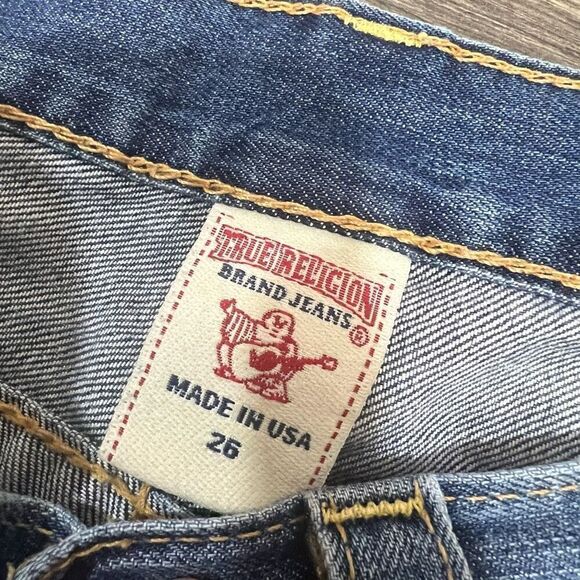 TRUE RELIGION
BRAND JEANS
®
MADE IN USA
26